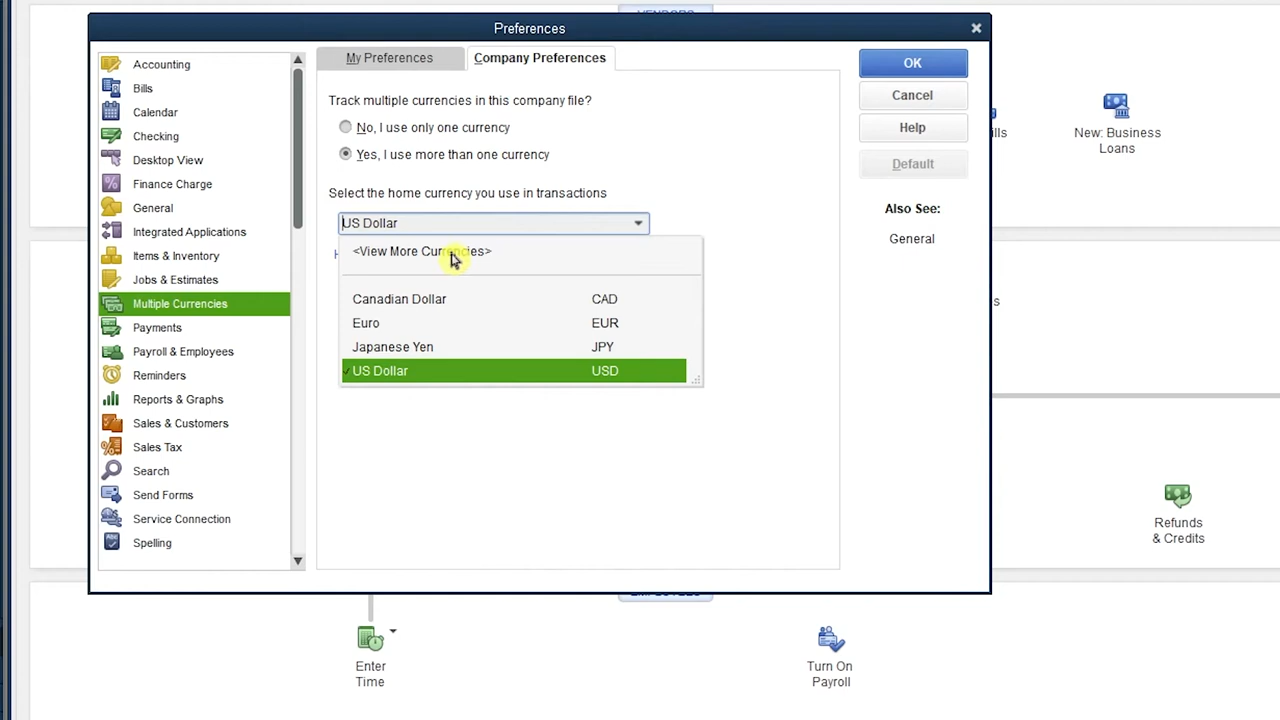 Preferences
Accounting
Bills
Calendar
Checking
Desktop View
Finance Charge
General
Integrated Applications
Items & Inventory
Jobs & Estimates
Multiple Currencies
Payments
Payroll & Employees
Reminders
Reports & Graphs
Sales & Customers
Sales Tax
Search
Send Forms
Service Connection
Spelling
My Preferences
Company Preferences
Track multiple currencies in this company file?
No, I use only one currency
Yes, I use more than one currency
Select the home currency you use in transactions
US Dollar
<View More Currencies>
Canadian Dollar CAD
Euro EUR
Japanese Yen JPY
US Dollar USD
OK
Cancel
Help
Default
Also See:
General
New: Business
Loans
Refunds
& Credits
Enter
Time
Turn On
Payroll